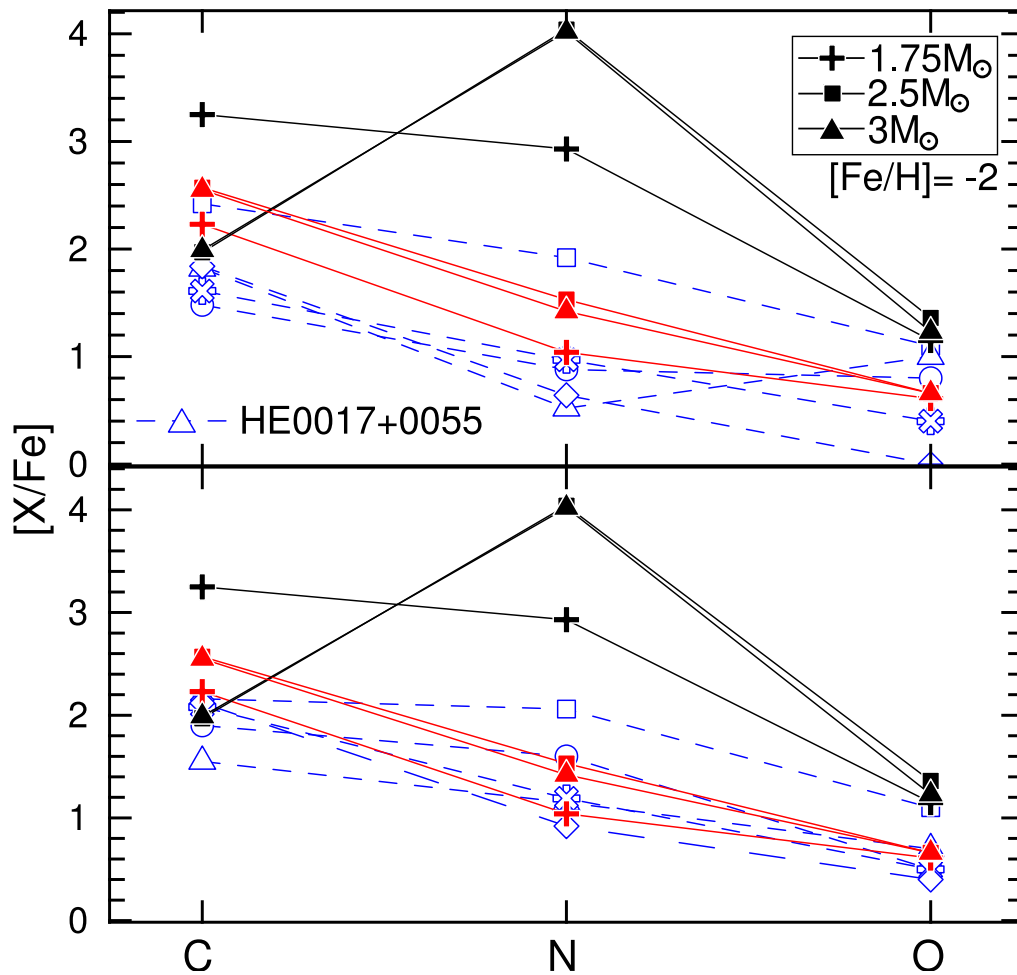 4
3
2
1
0
1.75M⊙
2.5M⊙
3M⊙
[Fe/H]= -2
HE0017+0055
[X/Fe]
4
3
2
1
0
C N O